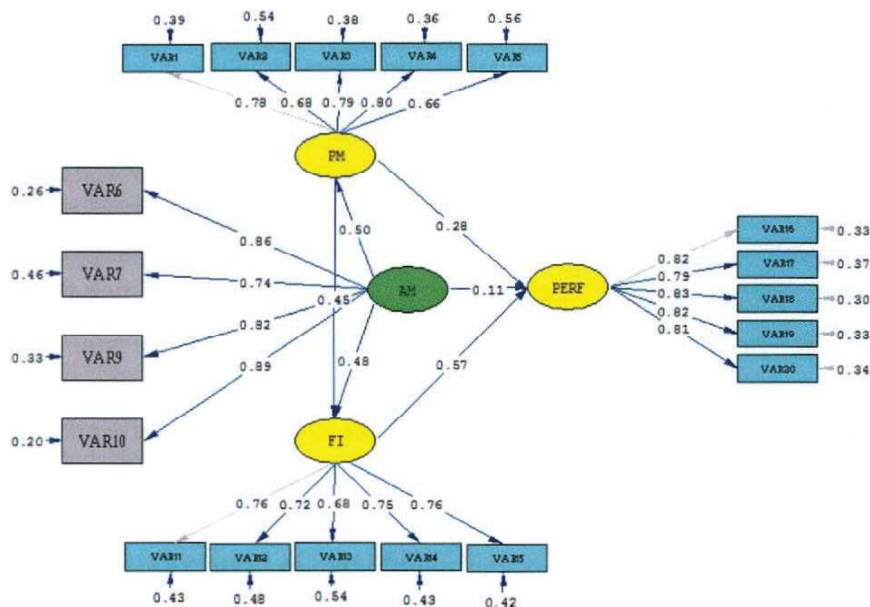 0.39 0.54 0.38 0.36 0.56
VAR1 VAR2 VAR3 VAR4 VAR5
0.78 0.68 0.79 0.80 0.66
PM
0.26 VAR6
0.86
0.50
0.28
0.46 VAR7
0.74
0.45
AM
0.11
PERF
0.33 VAR9
0.82
0.48
0.57
0.20 VAR10
0.89
FI
0.82 VAR16 0.33
0.79 VAR17 0.37
0.83 VAR18 0.30
0.82 VAR19 0.33
0.81 VAR20 0.34
0.76 0.72 0.68 0.75 0.76
VAR11 VAR12 VAR13 VAR14 VAR15
0.43 0.48 0.54 0.43 0.42